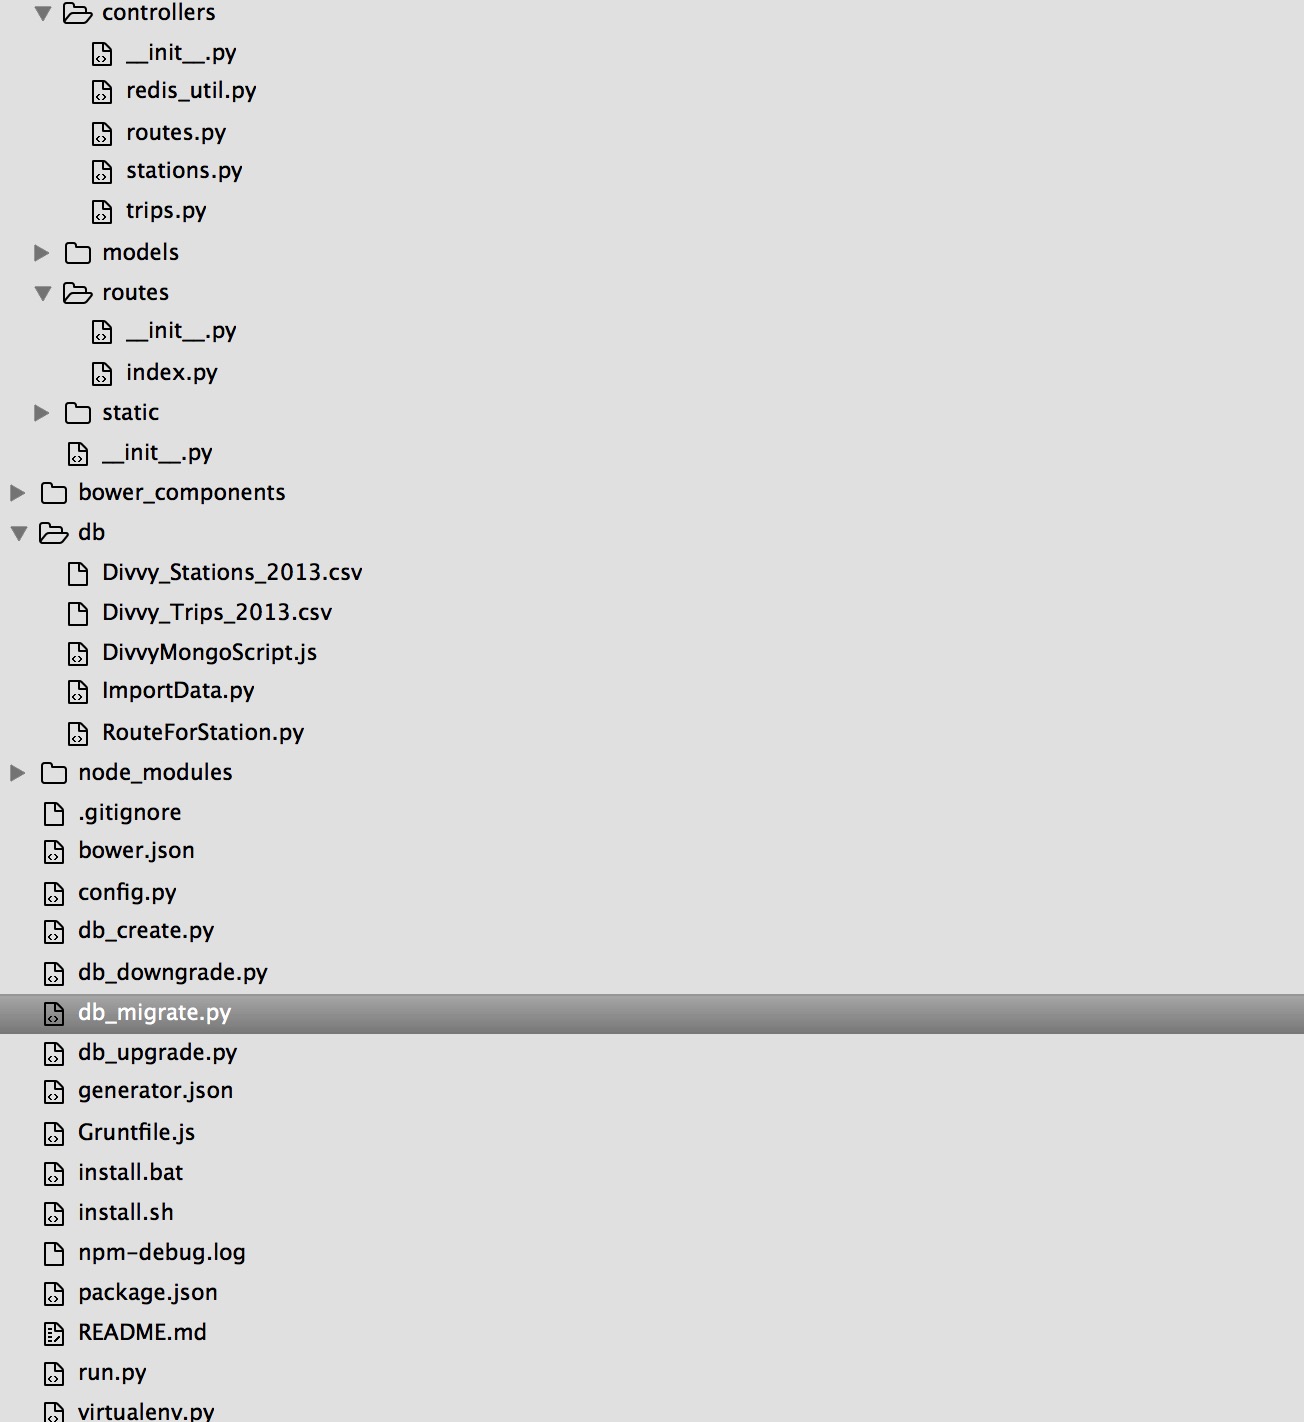 controllers
__init__.py
redis_util.py
routes.py
stations.py
trips.py
models
routes
__init__.py
index.py
static
__init__.py
bower_components
db
Divvy_Stations_2013.csv
Divvy_Trips_2013.csv
DivvyMongoScript.js
ImportData.py
RouteForStation.py
node_modules
.gitignore
bower.json
config.py
db_create.py
db_downgrade.py
db_migrate.py
db_upgrade.py
generator.json
Gruntfile.js
install.bat
install.sh
npm-debug.log
package.json
README.md
run.py
virtualenv.py